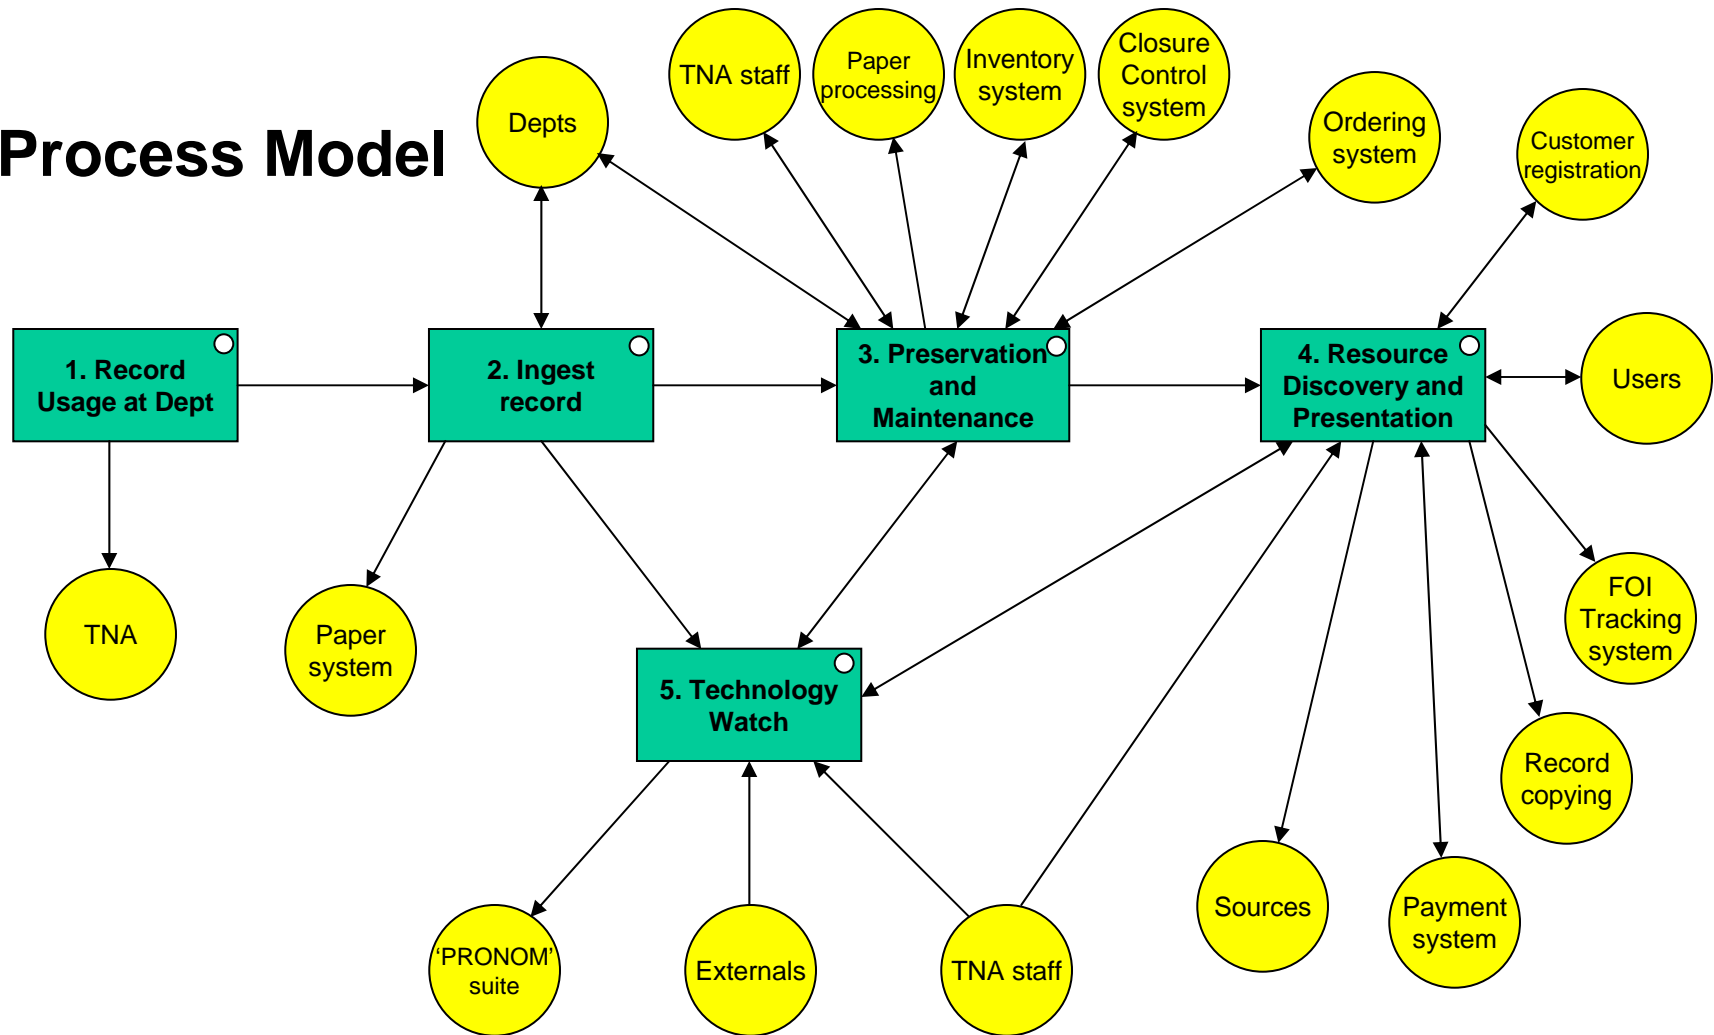 Process Model
Depts
TNA staff
Paper
processing
Inventory
system
Closure
Control
system
Ordering
system
Customer
registration
1. Record
Usage at Dept
2. Ingest
record
3. Preservation
and
Maintenance
4. Resource
Discovery and
Presentation
Users
TNA
Paper
system
5. Technology
Watch
FOI
Tracking
system
Record
copying
Sources
Payment
system
‘PRONOM’
suite
Externals
TNA staff